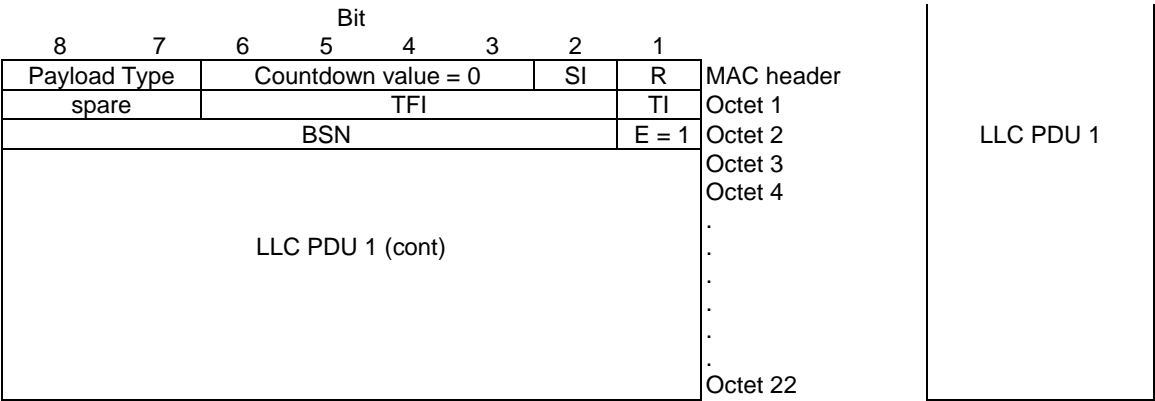 Bit
8 7 6 5 4 3 2 1
Payload Type Countdown value = 0 SI R MAC header
spare TFI TI Octet 1
BSN E = 1 Octet 2
Octet 3
Octet 4
.
LLC PDU 1 (cont) .
.
.
.
.
Octet 22
LLC PDU 1